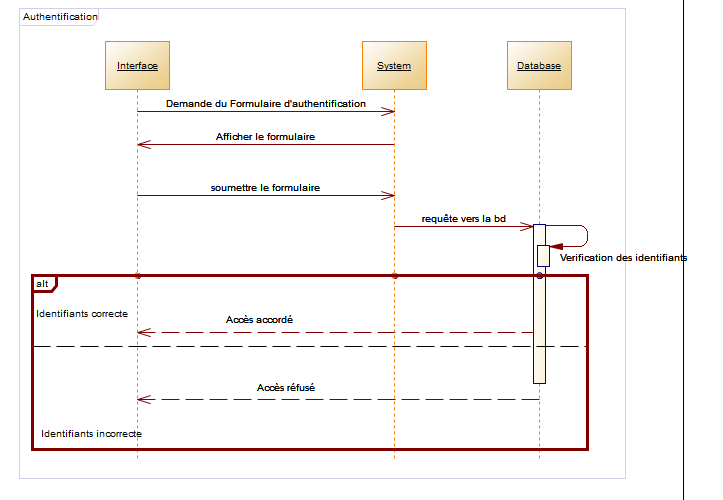 Authentification
Interface
System
Database
Demande du Formulaire d'authentification
Afficher le formulaire
soumettre le formulaire
requête vers la bd
Verification des identifiants
alt
Identifiants correcte
Accès accordé
Accès réfusé
Identifiants incorrecte